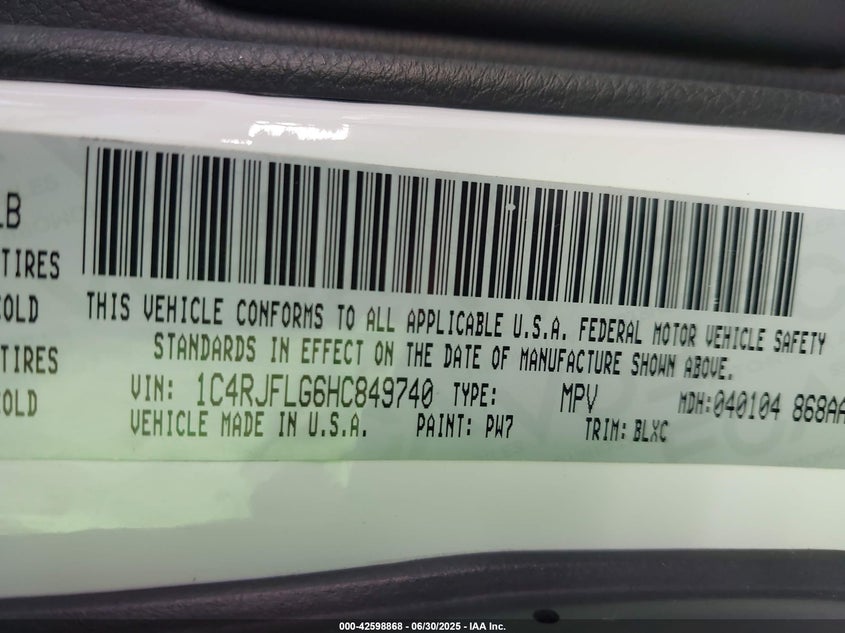 LB
TIRES
COLD
TIRES
COLD
THIS VEHICLE CONFORMS TO ALL APPLICABLE U.S.A. FEDERAL MOTOR VEHICLE SAFETY
STANDARDS IN EFFECT ON THE DATE OF MANUFACTURE SHOWN ABOVE.
VIN: 1C4RJFLG6HC849740 TYPE: MPV MDH:040104 868AA
VEHICLE MADE IN U.S.A. PAINT: PW7 TRIM: BLXC
000-42598868 - 06/30/2025 - IAA Inc.